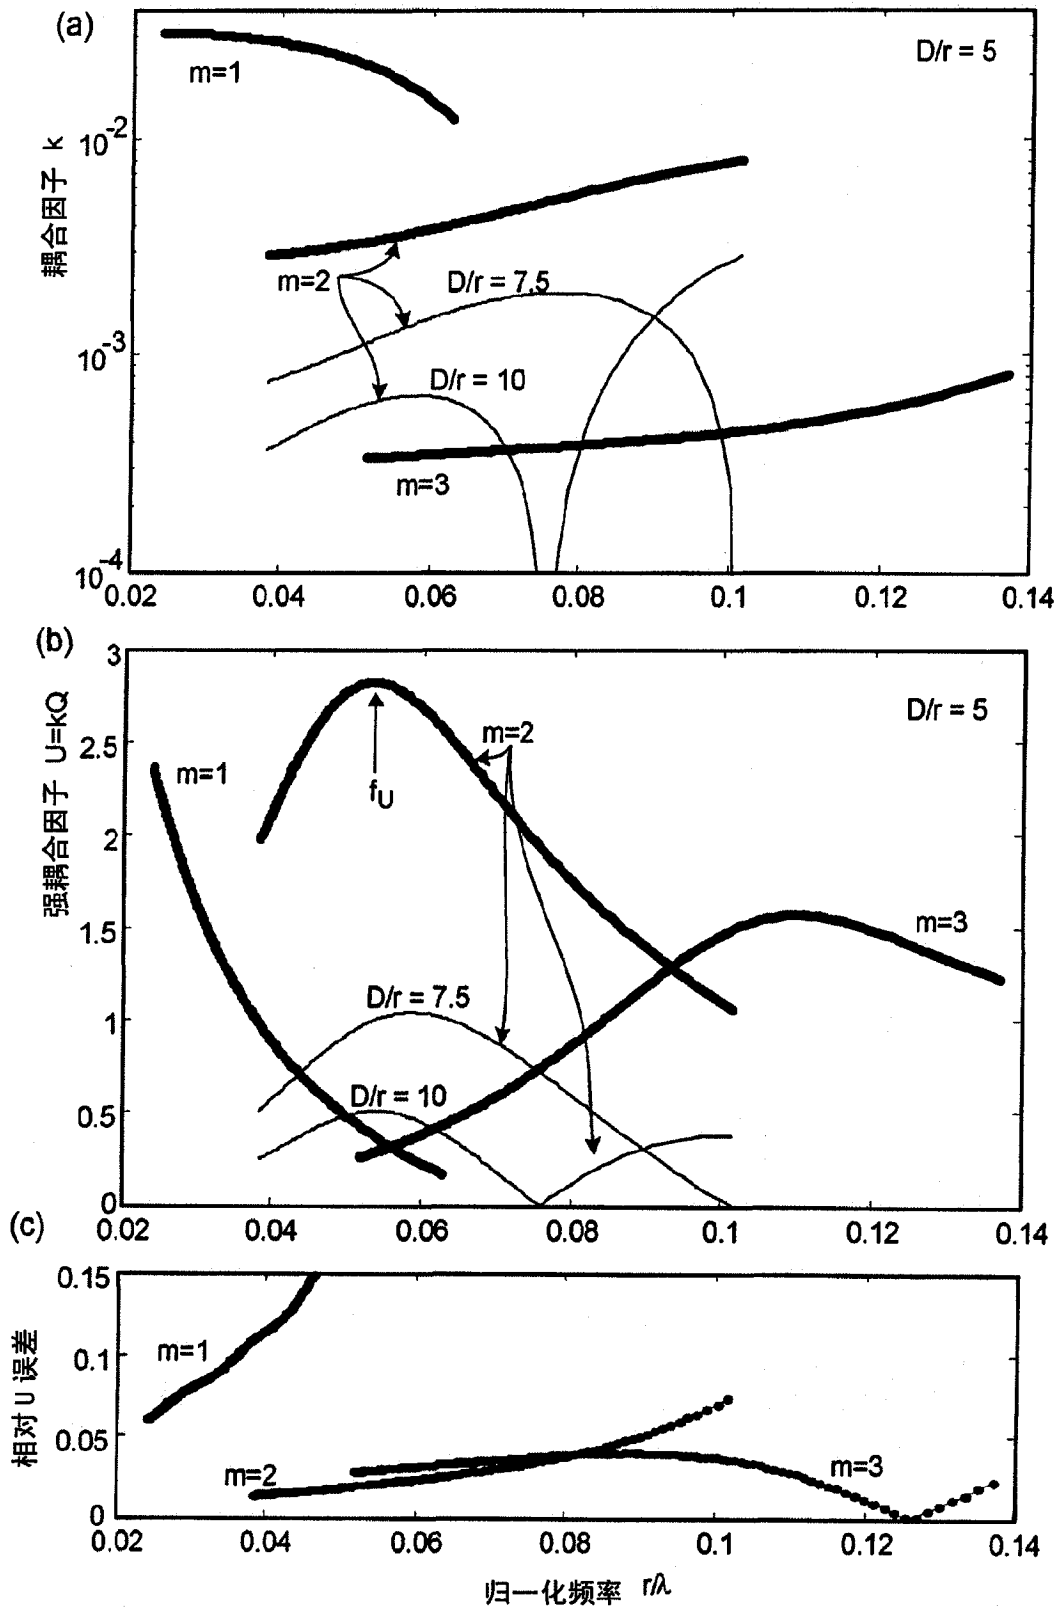 (a)
D/r = 5
m=1
10-2
耦合因子 k
m=2
D/r = 7.5
10-3
D/r = 10
m=3
10-4
0.02 0.04 0.06 0.08 0.1 0.12 0.14
(b)
3
D/r = 5
m=2
2.5
m=1
fU
强耦合因子 U=kQ
2
1.5
m=3
D/r = 7.5
1
D/r = 10
0.5
0
0.02 0.04 0.06 0.08 0.1 0.12 0.14
(c)
0.15
m=1
0.1
相对 U 误差
0.05
m=2
m=3
0
0.02 0.04 0.06 0.08 0.1 0.12 0.14
归一化频率 r/λ